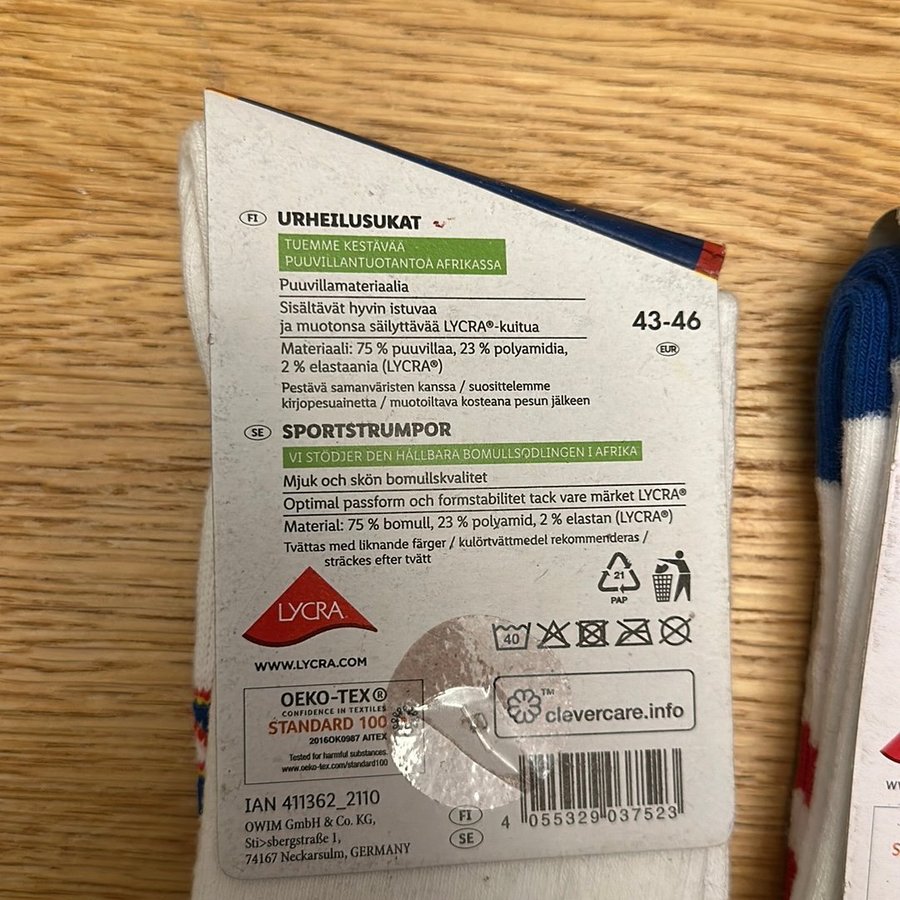 FI URHEILUSUKAT
TUEMME KESTÄVÄÄ
PUUVILLANTUOTANTOA AFRIKASSA
Puuvillamateriaalia
Sisältävät hyvin istuvaa
ja muotonsa säilyttävää LYCRA®-kuitua
43-46
EUR
Materiaali: 75 % puuvillaa, 23 % polyamidia,
2 % elastaania (LYCRA®)
Pestävä samanväristen kanssa / suosittelemme
kirjopesuainetta / muotoiltava kosteana pesun jälkeen
SE SPORTSTRUMPOR
VI STÖDJER DEN HÅLLBARA BOMULLSODLINGEN I AFRIKA
Mjuk och skön bomullskvalitet
Optimal passform och formstabilitet tack vare märket LYCRA®
Material: 75 % bomull, 23 % polyamid, 2 % elastan (LYCRA®)
Tvättas med liknande färger / kulörtvättmedel rekommenderas /
sträckes efter tvätt
21
PAP
LYCRA
WWW.LYCRA.COM
40
OEKO-TEX®
CONFIDENCE IN TEXTILES
STANDARD 100
2016OK0987 AITEX
Tested for harmful substances.
www.oeko-tex.com/standard100
™
clevercare.info
IAN 411362_2110
OWIM GmbH & Co. KG,
Sti>sbergstraße 1,
74167 Neckarsulm, GERMANY
FI
SE
4 055329 037523